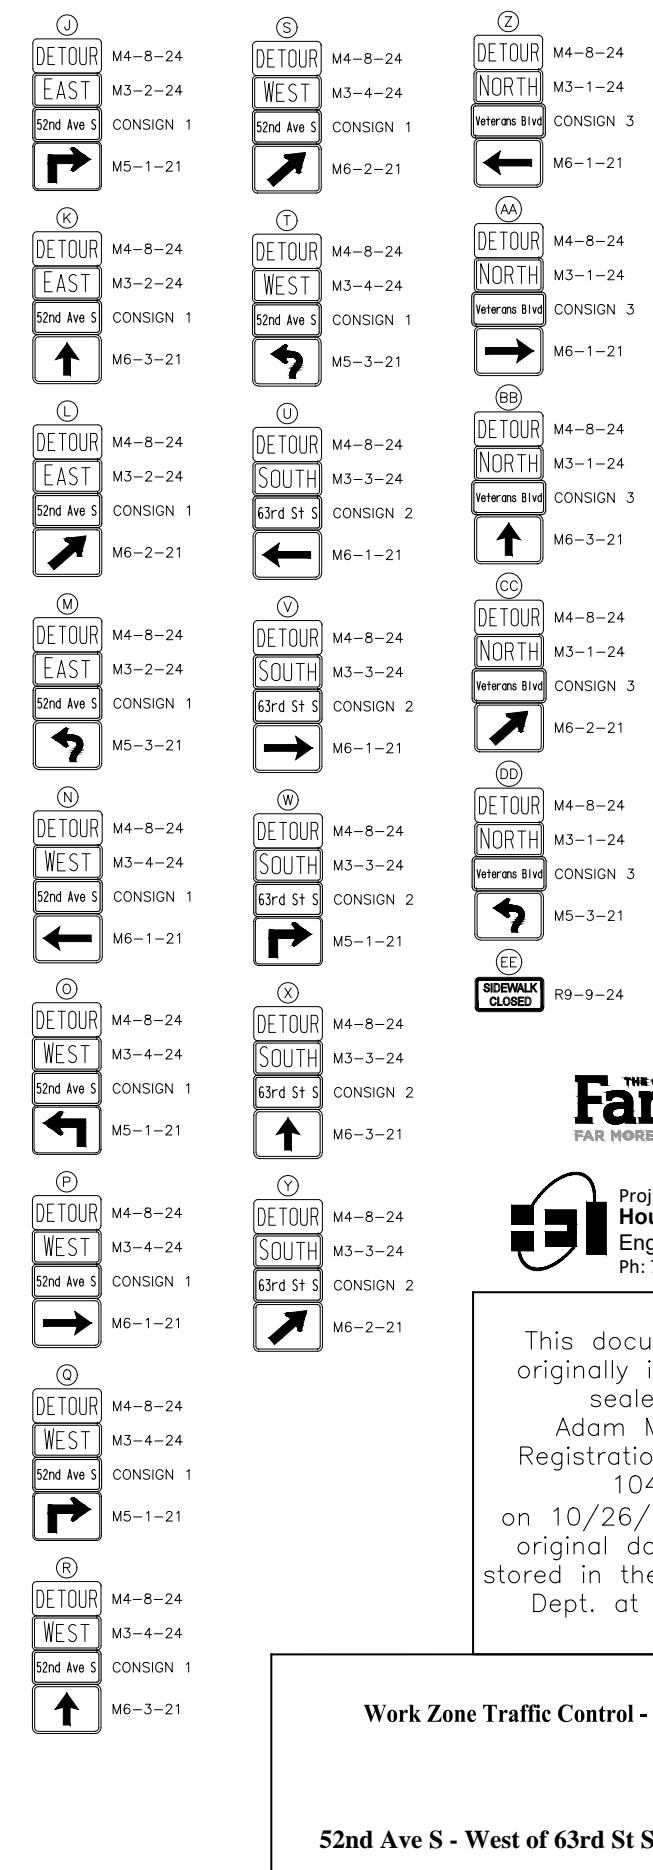 J
DETOUR M4-8-24
EAST M3-2-24
52nd Ave S CONSIGN 1
M5-1-21
K
DETOUR M4-8-24
EAST M3-2-24
52nd Ave S CONSIGN 1
M6-3-21
L
DETOUR M4-8-24
EAST M3-2-24
52nd Ave S CONSIGN 1
M6-2-21
M
DETOUR M4-8-24
EAST M3-2-24
52nd Ave S CONSIGN 1
M5-3-21
N
DETOUR M4-8-24
WEST M3-4-24
52nd Ave S CONSIGN 1
M6-1-21
O
DETOUR M4-8-24
WEST M3-4-24
52nd Ave S CONSIGN 1
M5-1-21
P
DETOUR M4-8-24
WEST M3-4-24
52nd Ave S CONSIGN 1
M6-1-21
Q
DETOUR M4-8-24
WEST M3-4-24
52nd Ave S CONSIGN 1
M5-1-21
R
DETOUR M4-8-24
WEST M3-4-24
52nd Ave S CONSIGN 1
M6-3-21
S
DETOUR M4-8-24
WEST M3-4-24
52nd Ave S CONSIGN 1
M6-2-21
T
DETOUR M4-8-24
WEST M3-4-24
52nd Ave S CONSIGN 1
M5-3-21
U
DETOUR M4-8-24
SOUTH M3-3-24
63rd St S CONSIGN 2
M6-1-21
V
DETOUR M4-8-24
SOUTH M3-3-24
63rd St S CONSIGN 2
M6-1-21
W
DETOUR M4-8-24
SOUTH M3-3-24
63rd St S CONSIGN 2
M5-1-21
X
DETOUR M4-8-24
SOUTH M3-3-24
63rd St S CONSIGN 2
M6-3-21
Y
DETOUR M4-8-24
SOUTH M3-3-24
63rd St S CONSIGN 2
M6-2-21
Z
DETOUR M4-8-24
NORTH M3-1-24
Veterans Blvd CONSIGN 3
M6-1-21
AA
DETOUR M4-8-24
NORTH M3-1-24
Veterans Blvd CONSIGN 3
M6-1-21
BB
DETOUR M4-8-24
NORTH M3-1-24
Veterans Blvd CONSIGN 3
M6-3-21
CC
DETOUR M4-8-24
NORTH M3-1-24
Veterans Blvd CONSIGN 3
M6-2-21
DD
DETOUR M4-8-24
NORTH M3-1-24
Veterans Blvd CONSIGN 3
M5-3-21
EE
SIDEWALK
CLOSED R9-9-24
THE
Far
FAR MORE
Proj
Hou
Eng
Ph: 7
This docu
originally i
seale
Adam M
Registratio
104
on 10/26/
original do
stored in the
Dept. at
Work Zone Traffic Control -
52nd Ave S - West of 63rd St S